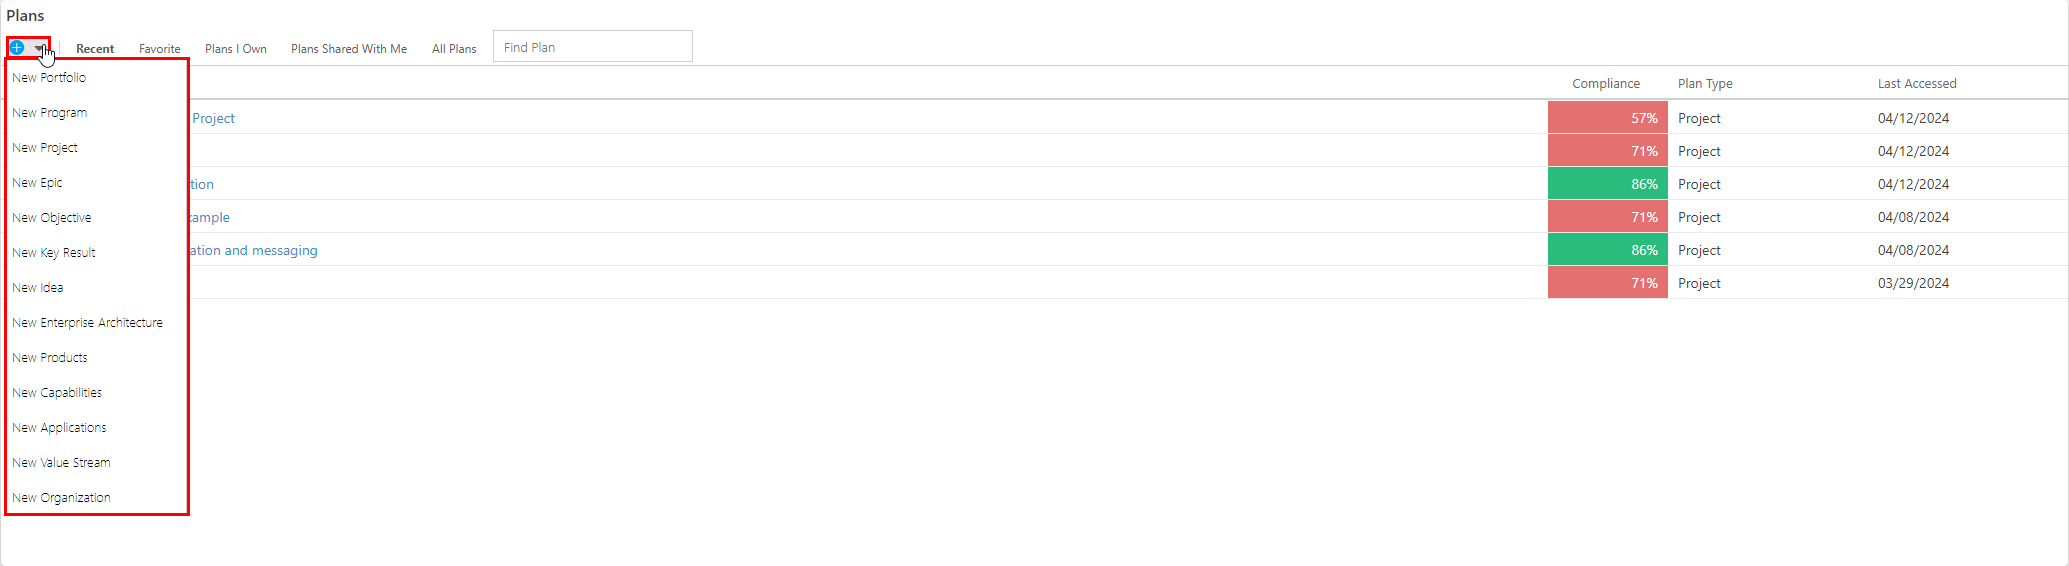 Plans
Recent Favorite Plans I Own Plans Shared With Me All Plans Find Plan
New Portfolio
New Program
New Project
New Epic
New Objective
New Key Result
New Idea
New Enterprise Architecture
New Products
New Capabilities
New Applications
New Value Stream
New Organization
Compliance Plan Type Last Accessed
Project 57% Project 04/12/2024
71% Project 04/12/2024
tion 86% Project 04/12/2024
xample 71% Project 04/08/2024
ation and messaging 86% Project 04/08/2024
71% Project 03/29/2024